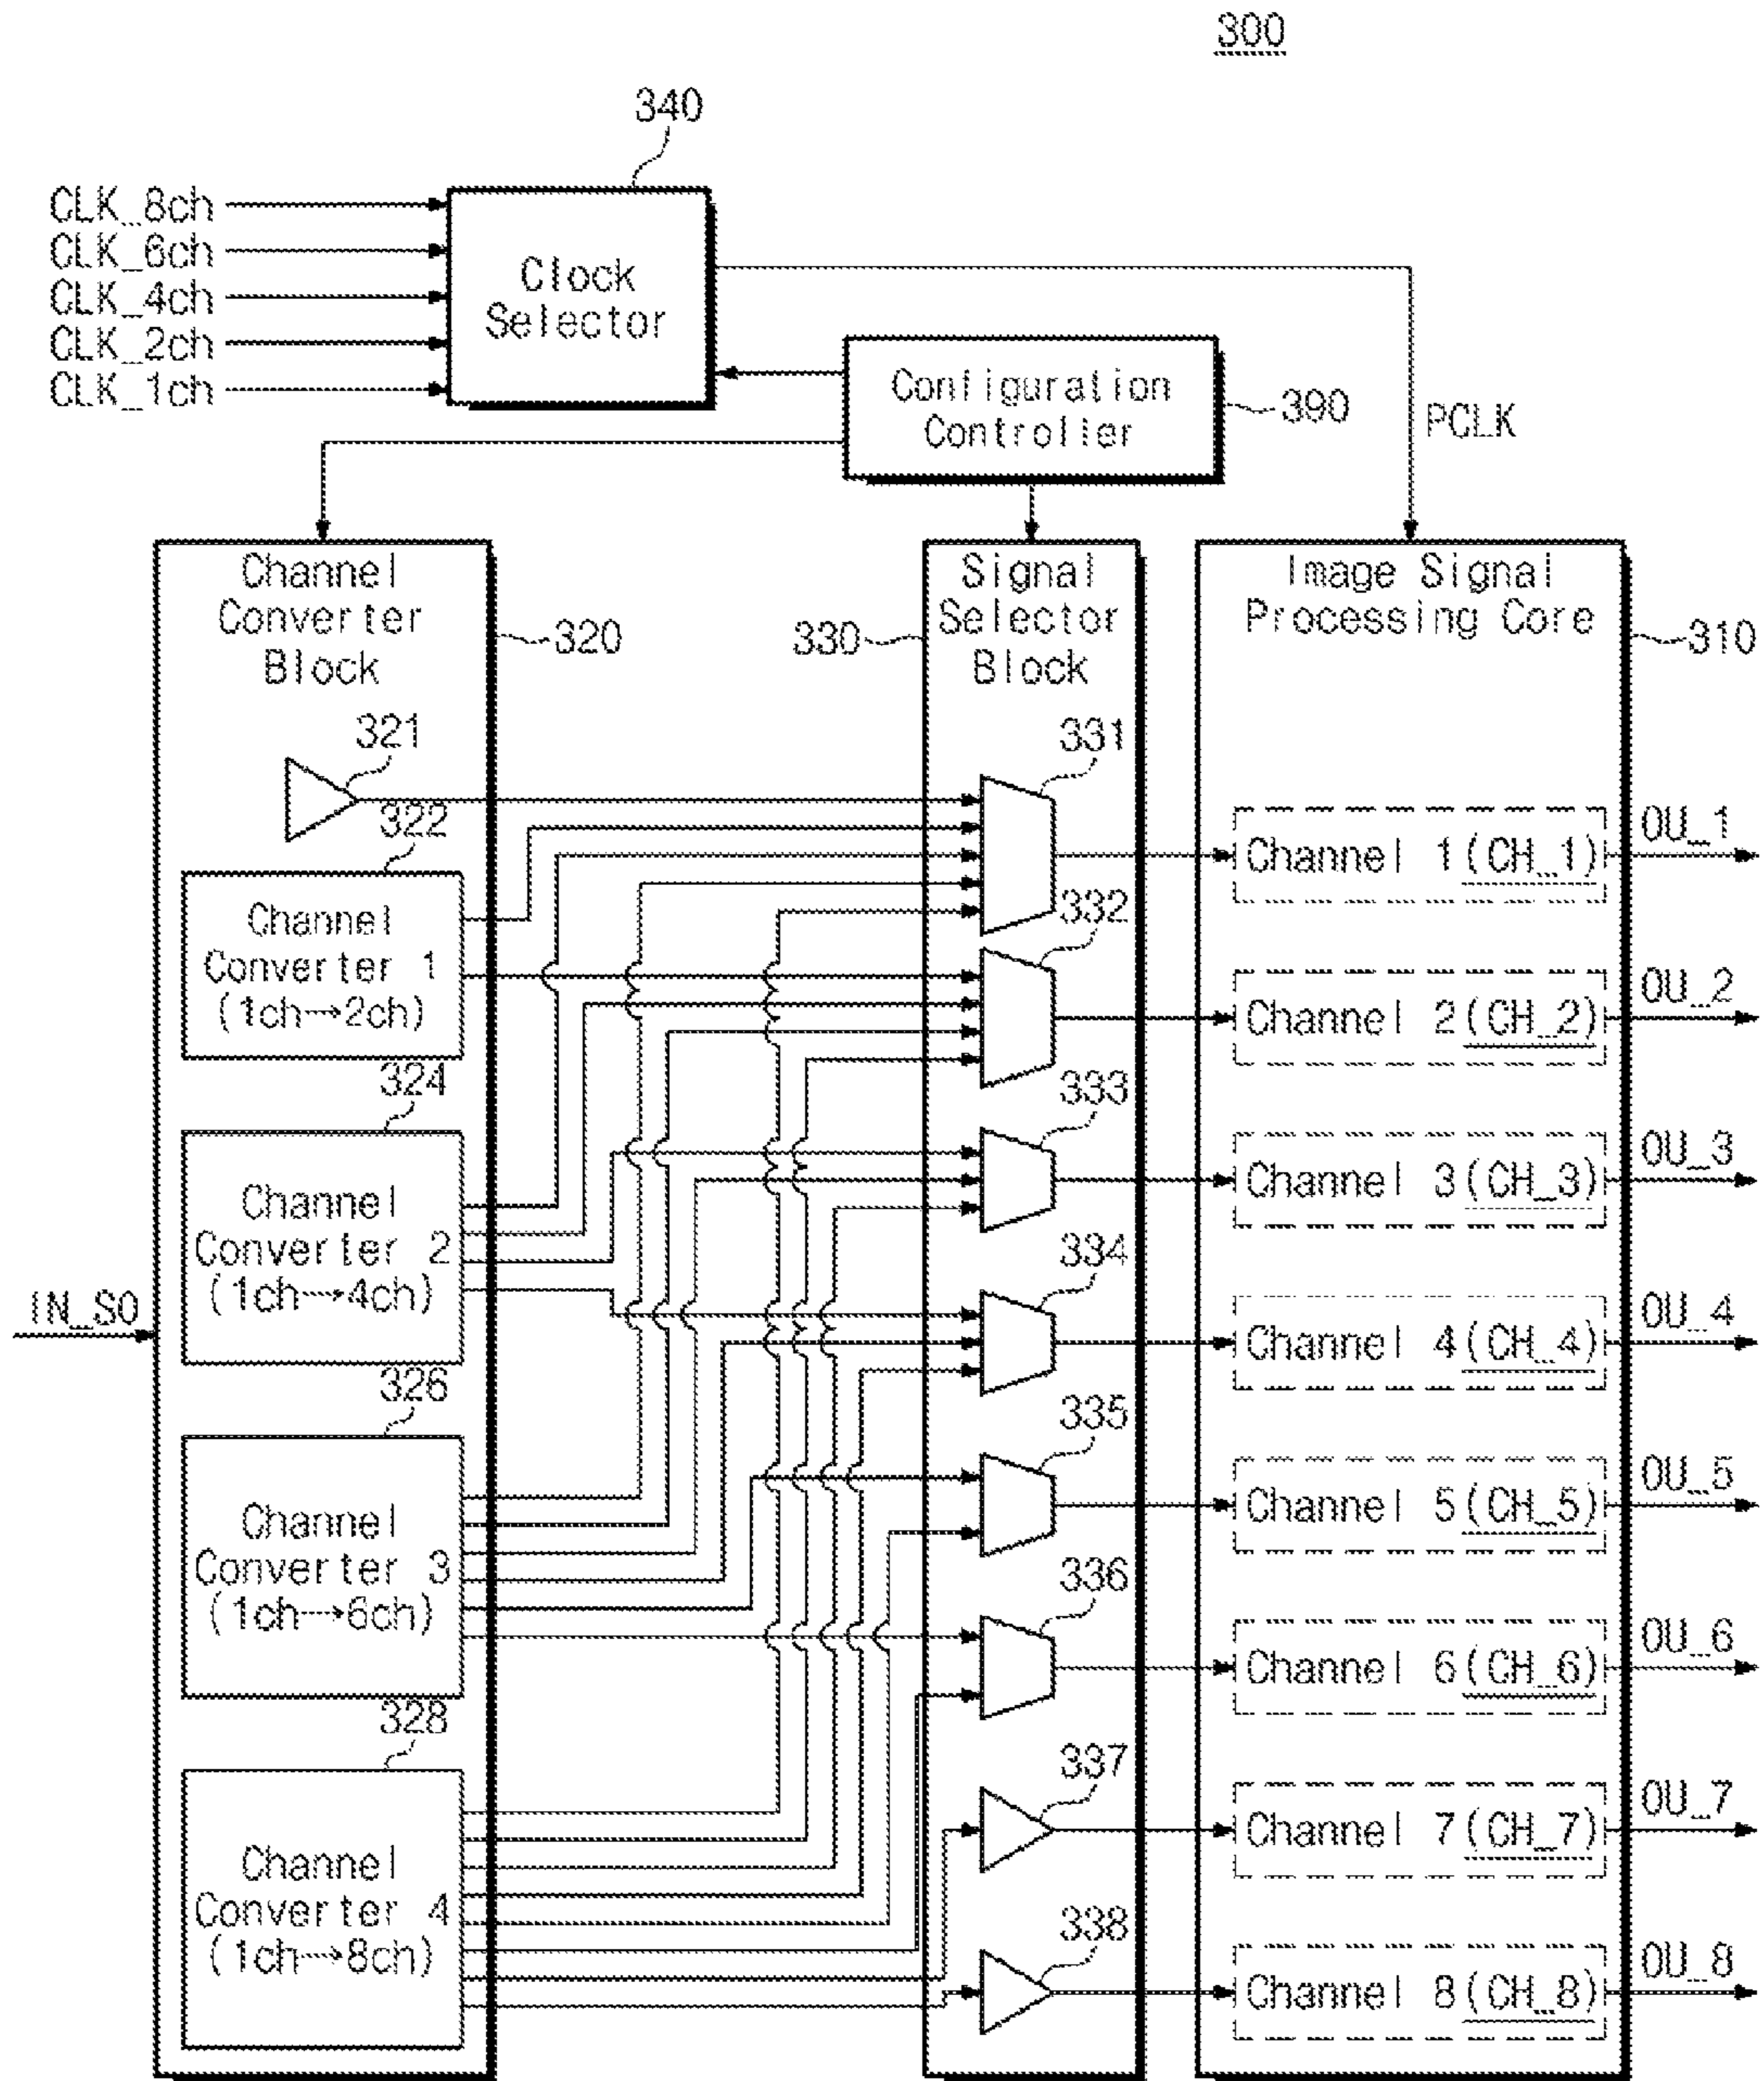 300
340
CLK_8ch
CLK_6ch
CLK_4ch
CLK_2ch
CLK_1ch
Clock
Selector
Configuration
Controller
390
PCLK
Channel
Converter
Block
320
330
Signal
Selector
Block
Image Signal
Processing Core
310
321
322
Channel
Converter 1
(1ch→2ch)
324
Channel
Converter 2
(1ch→4ch)
IN_S0
326
Channel
Converter 3
(1ch→6ch)
328
Channel
Converter 4
(1ch→8ch)
331
332
333
334
335
336
337
338
Channel 1(CH_1)
OU_1
Channel 2(CH_2)
OU_2
Channel 3(CH_3)
OU_3
Channel 4(CH_4)
OU_4
Channel 5(CH_5)
OU_5
Channel 6(CH_6)
OU_6
Channel 7(CH_7)
OU_7
Channel 8(CH_8)
OU_8